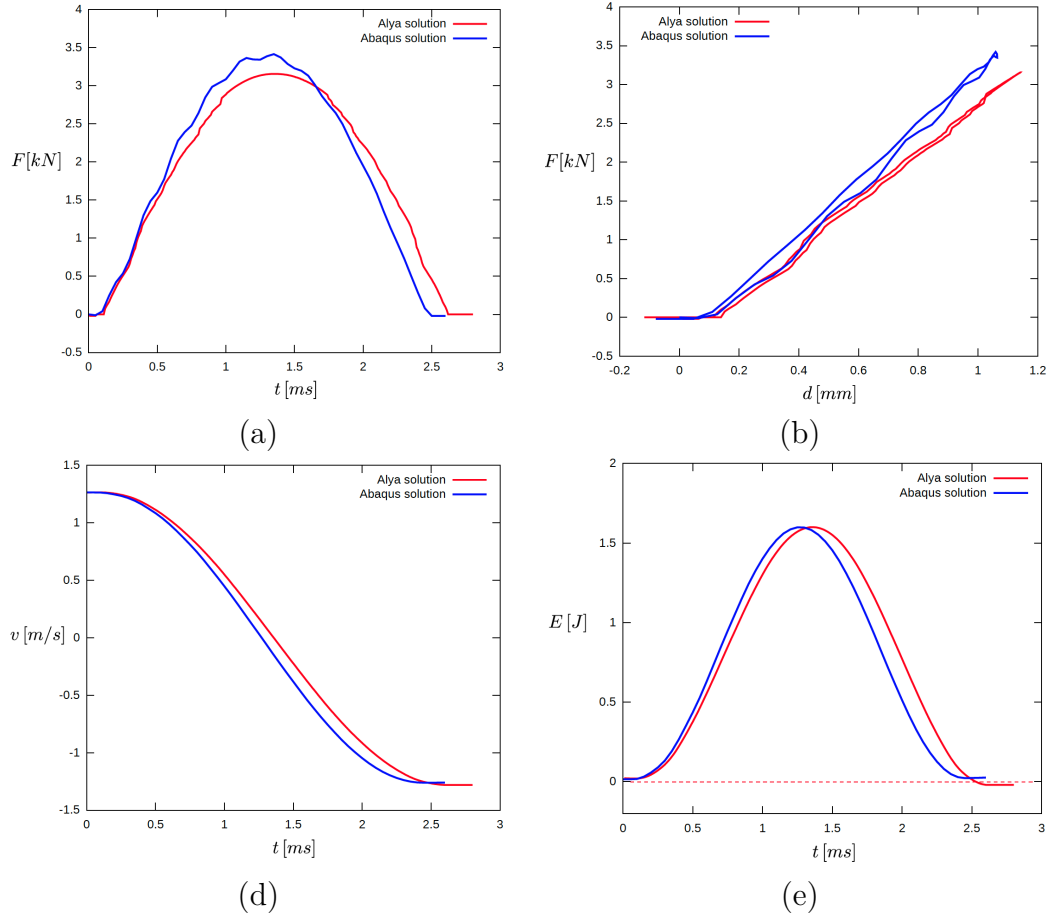 Alya solution
Abaqus solution
4
3.5
3
2.5
2
1.5
1
0.5
0
-0.5
F[kN]
0 0.5 1 1.5 2 2.5 3
t [ms]
(a)
Alya solution
Abaqus solution
4
3.5
3
2.5
2
1.5
1
0.5
0
-0.5
F[kN]
-0.2 0 0.2 0.4 0.6 0.8 1 1.2
d [mm]
(b)
Alya solution
Abaqus solution
1.5
1
0.5
0
-0.5
-1
-1.5
v [m/s]
0 0.5 1 1.5 2 2.5 3
t [ms]
(d)
Alya solution
Abaqus solution
2
1.5
1
0.5
0
E [J]
0 0.5 1 1.5 2 2.5 3
t [ms]
(e)